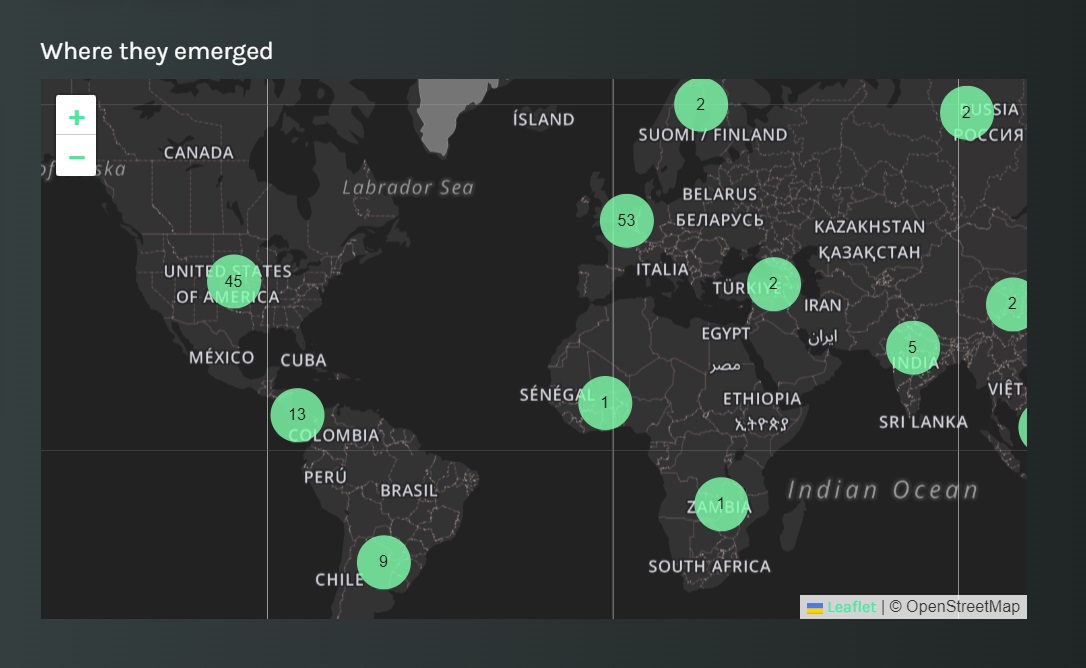 Where they emerged
+
−
2
2
USSIA
РОССИЯ
ÍSLAND
SUOMI / FINLAND
CANADA
of
ska
Labrador Sea
BELARUS
БЕЛАРУСЬ
53
KAZAKHSTAN
ҚАЗАҚСТАН
UNITED STATES
OF AMERICA
45
ITALIA
TÜRKIYE
2
IRAN
ایران
2
MÉXICO
CUBA
EGYPT
مصر
5
INDIA
VIỆT
SÉNÉGAL
1
ETHIOPIA
ኢትዮጵያ
13
COLOMBIA
SRI LANKA
PERÚ
BRASIL
Indian Ocean
ZAMBIA
1
9
CHILE
SOUTH AFRICA
Leaflet | © OpenStreetMap